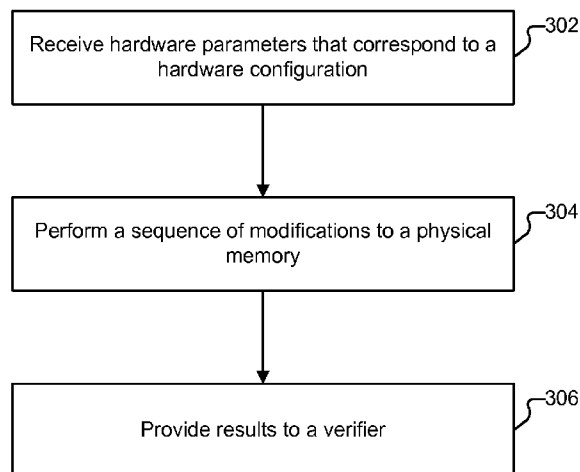 Receive hardware parameters that correspond to a
hardware configuration
302
Perform a sequence of modifications to a physical
memory
304
Provide results to a verifier
306